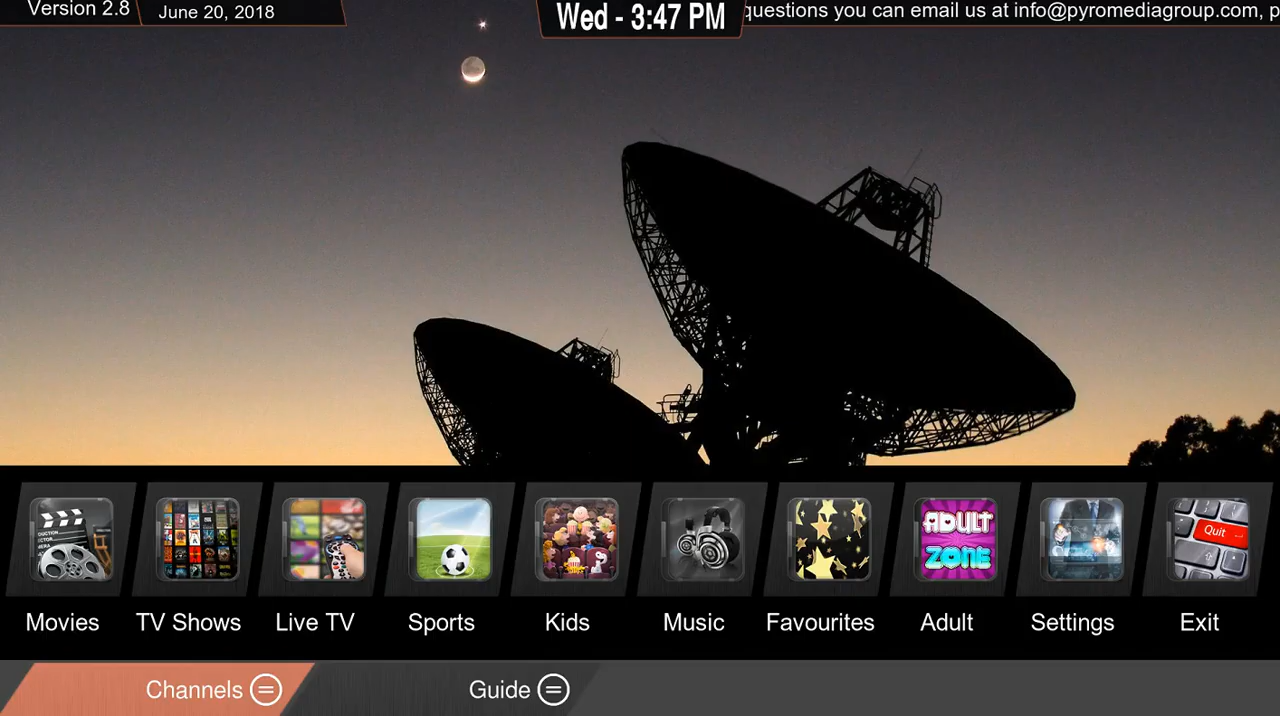 Version 2.8
June 20, 2018
Wed - 3:47 PM
questions you can email us at info@pyromediagroup.com, p
Quit
ADULT
ZONE
Movies
TV Shows
Live TV
Sports
Kids
Music
Favourites
Adult
Settings
Exit
Channels
Guide